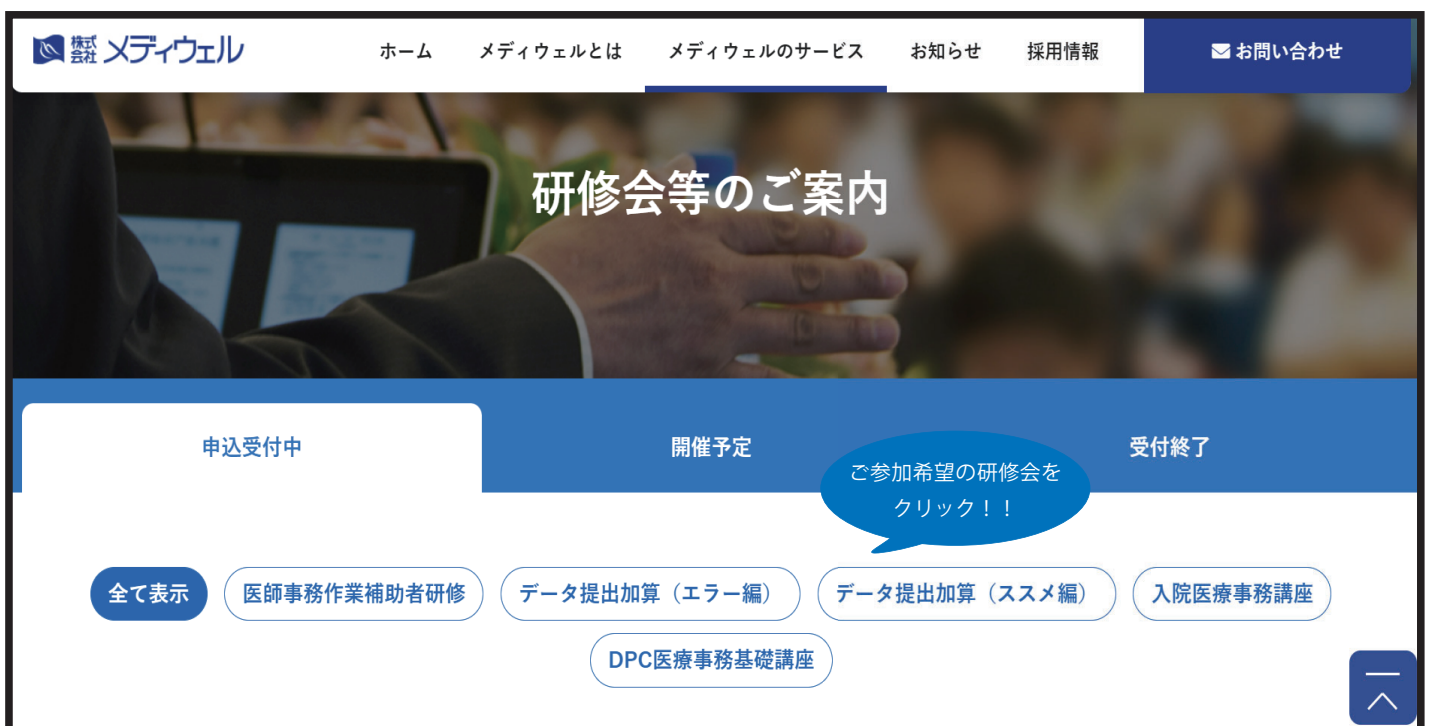 株式会社 メディウェル
ホーム
メディウェルとは
メディウェルのサービス
お知らせ
採用情報
お問い合わせ
研修会等のご案内
申込受付中
開催予定
受付終了
ご参加希望の研修会を
クリック！！
全て表示
医師事務作業補助者研修
データ提出加算（エラー編）
データ提出加算（ススメ編）
入院医療事務講座
DPC医療事務基礎講座